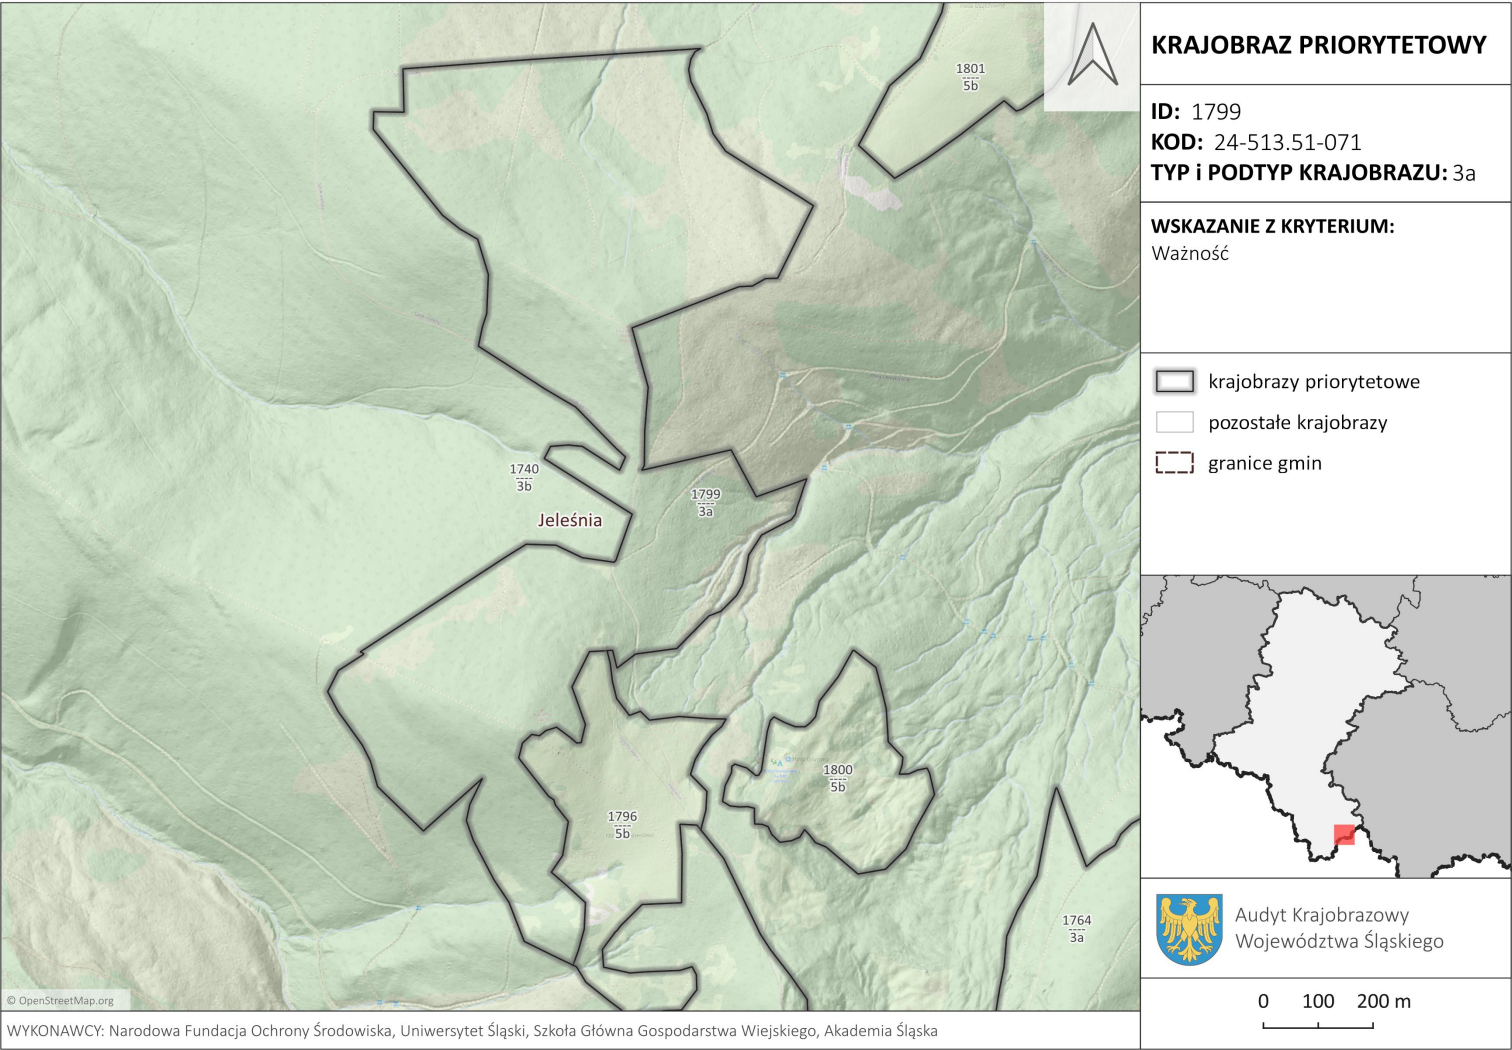 1801
5b
1740
3b
1799
3a
Jeleśnia
1800
5b
1796
5b
1764
3a
© OpenStreetMap.org
WYKONAWCY: Narodowa Fundacja Ochrony Środowiska, Uniwersytet Śląski, Szkoła Główna Gospodarstwa Wiejskiego, Akademia Śląska
KRAJOBRAZ PRIORYTETOWY
ID: 1799
KOD: 24-513.51-071
TYP i PODTYP KRAJOBRAZU: 3a
WSKAZANIE Z KRYTERIUM:
Ważność
krajobrazy priorytetowe
pozostałe krajobrazy
granice gmin
Audyt Krajobrazowy
Województwa Śląskiego
0 100 200 m